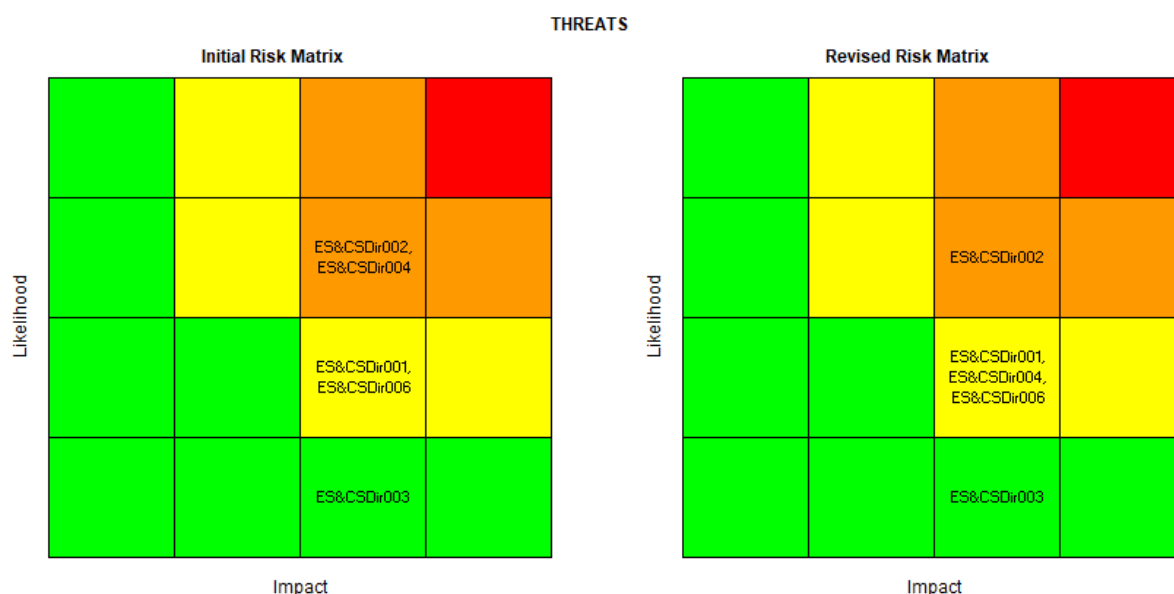 THREATS
Initial Risk Matrix
Likelihood
ES&CSDir002,
ES&CSDir004
ES&CSDir001,
ES&CSDir006
ES&CSDir003
Impact
Revised Risk Matrix
Likelihood
ES&CSDir002
ES&CSDir001,
ES&CSDir004,
ES&CSDir006
ES&CSDir003
Impact